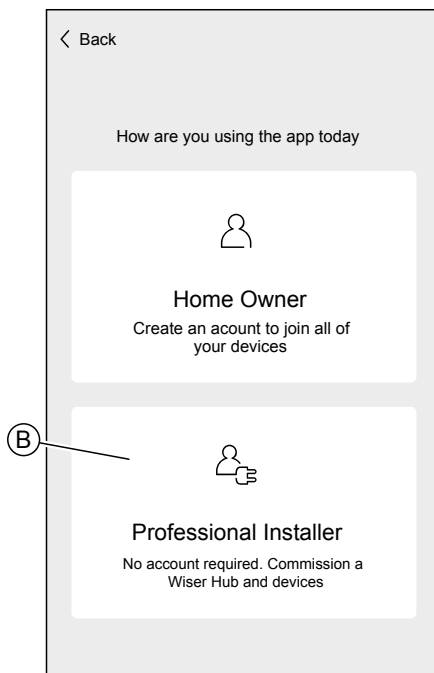 Back
How are you using the app today
Home Owner
Create an acount to join all of
your devices
B
Professional Installer
No account required. Commission a
Wiser Hub and devices